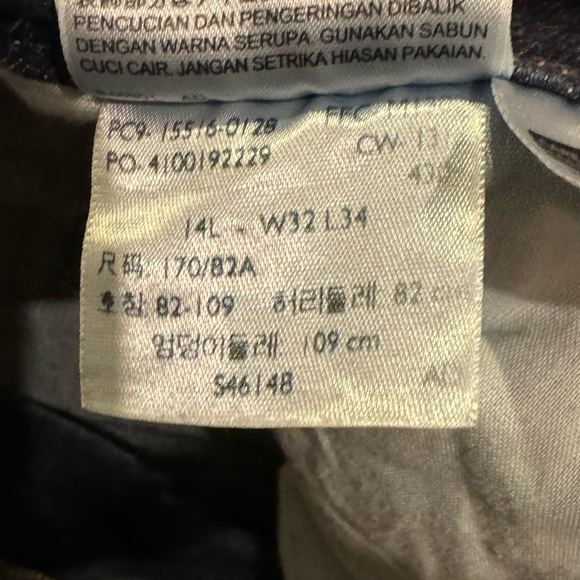 PENCUCIAN DAN PENGERINGAN DIBALIK
DENGAN WARNA SERUPA. GUNAKAN SABUN
CUCI CAIR. JANGAN SETRIKA HIASAN PAKAIAN.
PC9-15516-0128
PO-4100192229 CW- 13
14L - W32 L34
尺码. 170/82A
호칭 82-109 허리둘레 82 cm
엉덩이둘레 109 cm
S46148 AD